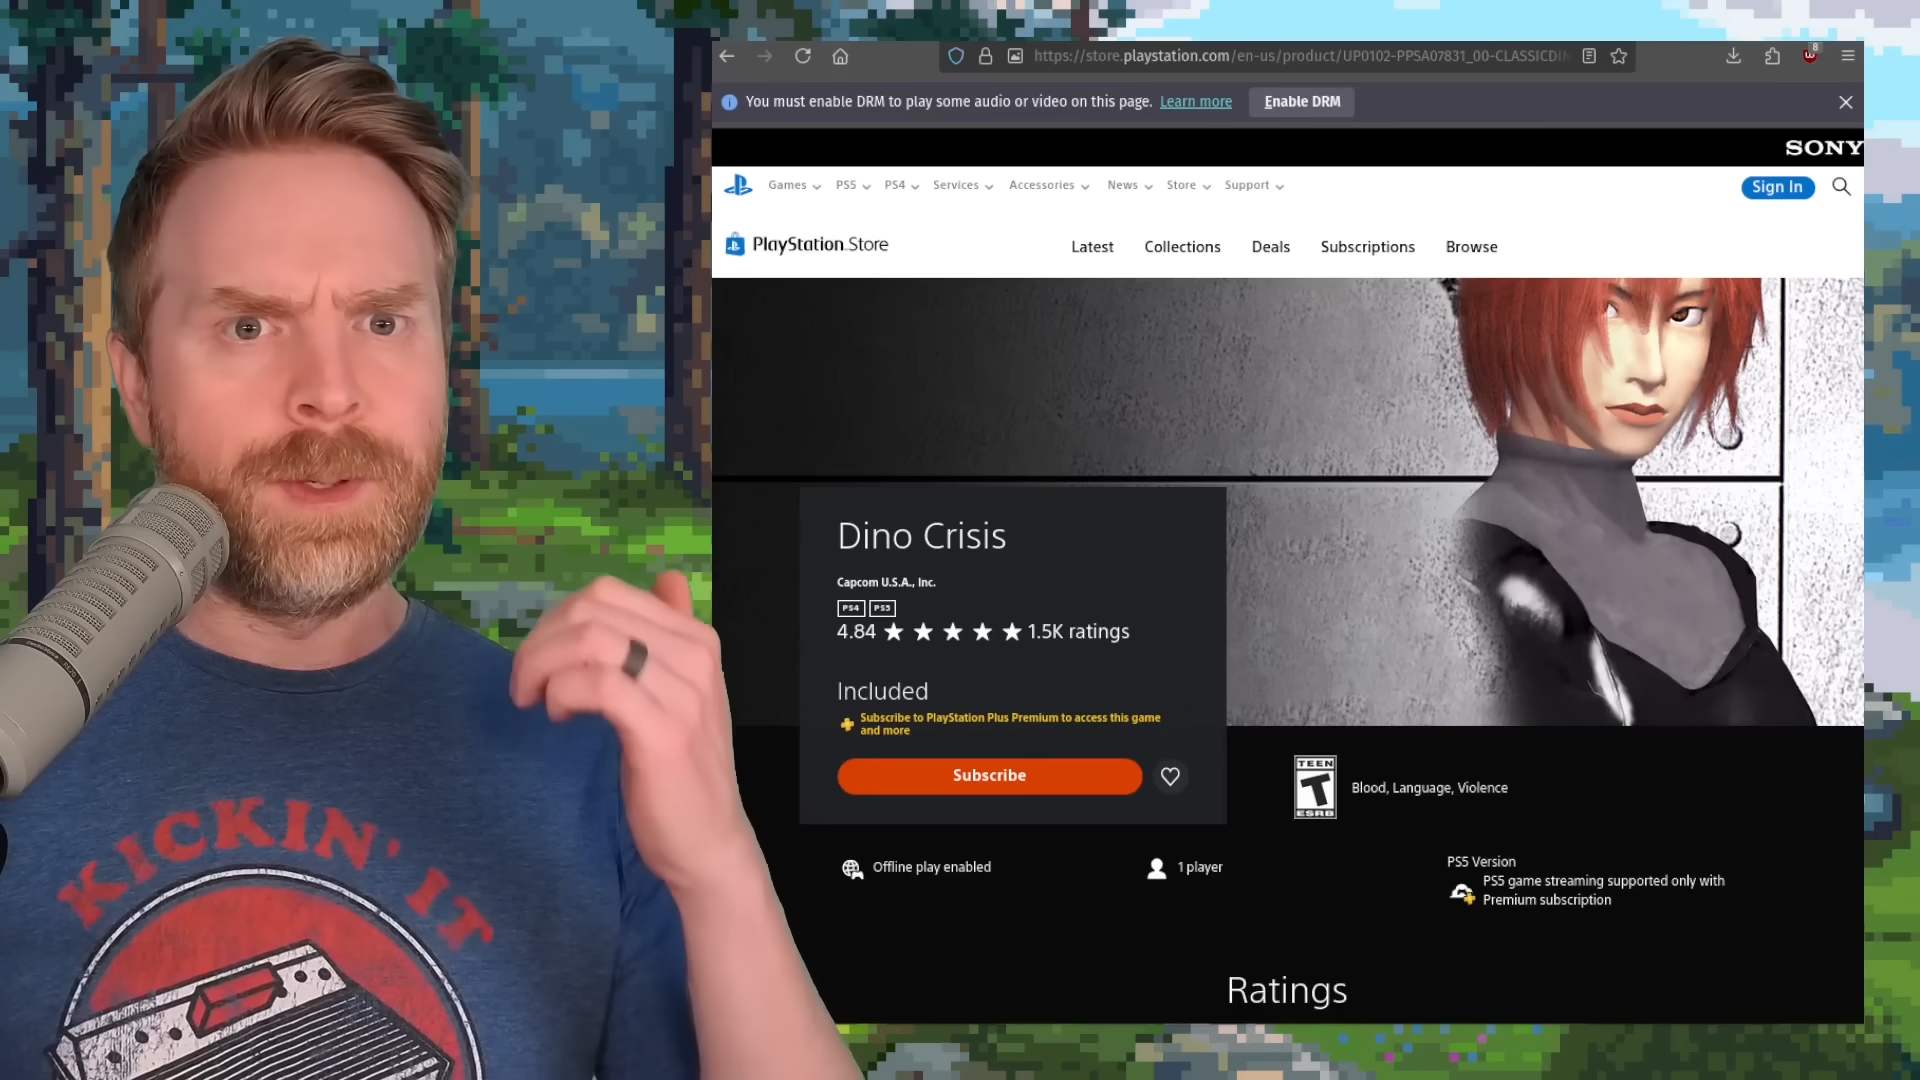 https://store.playstation.com/en-us/product/UP0102-PPSA07831_00-CLASSICDIN
8
You must enable DRM to play some audio or video on this page. Learn more Enable DRM
SONY
Games PS5 PS4 Services Accessories News Store Support
Sign In
PlayStation Store
Latest Collections Deals Subscriptions Browse
Dino Crisis
Capcom U.S.A., Inc.
PS4 PS5
4.84 1.5K ratings
Included
Subscribe to PlayStation Plus Premium to access this game
and more
Subscribe
TEEN
T
ESRB
Blood, Language, Violence
Offline play enabled
1 player
PS5 Version
PS5 game streaming supported only with
Premium subscription
Ratings
KICKIN' IT